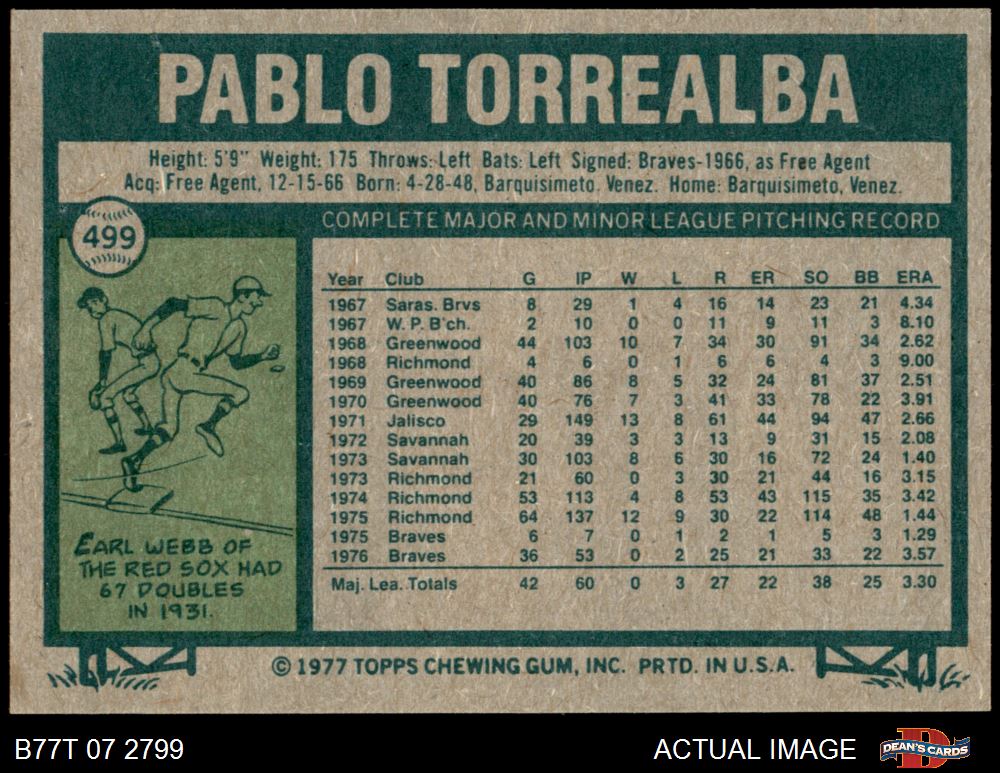 PABLO TORREALBA
Height: 5'9" Weight: 175 Throws: Left Bats: Left Signed: Braves-1966, as Free Agent
Acq: Free Agent, 12-15-66 Born: 4-28-48, Barquisimeto, Venez. Home: Barquisimeto, Venez.
499
COMPLETE MAJOR AND MINOR LEAGUE PITCHING RECORD
Year Club G IP W L R ER SO BB ERA
1967 Saras. Brvs 8 29 1 4 16 14 23 21 4.34
1967 W. P. B'ch. 2 10 0 0 11 9 11 3 8.10
1968 Greenwood 44 103 10 7 34 30 91 34 2.62
1968 Richmond 4 6 0 1 6 6 4 3 9.00
1969 Greenwood 40 86 8 5 32 24 81 37 2.51
1970 Greenwood 40 76 7 3 41 33 78 22 3.91
1971 Jalisco 29 149 13 8 61 44 94 47 2.66
1972 Savannah 20 39 3 3 13 9 31 15 2.08
1973 Savannah 30 103 8 6 30 16 72 24 1.40
1973 Richmond 21 60 0 3 30 21 44 16 3.15
1974 Richmond 53 113 4 8 53 43 115 35 3.42
1975 Richmond 64 137 12 9 30 22 114 48 1.44
1975 Braves 6 7 0 1 2 1 5 3 1.29
1976 Braves 36 53 0 2 25 21 33 22 3.57
Maj. Lea. Totals 42 60 0 3 27 22 38 25 3.30
EARL WEBB OF
THE RED SOX HAD
67 DOUBLES
IN 1931.
© 1977 TOPPS CHEWING GUM, INC. PRTD. IN U.S.A.
B77T 07 2799
ACTUAL IMAGE
DEAN'S CARDS